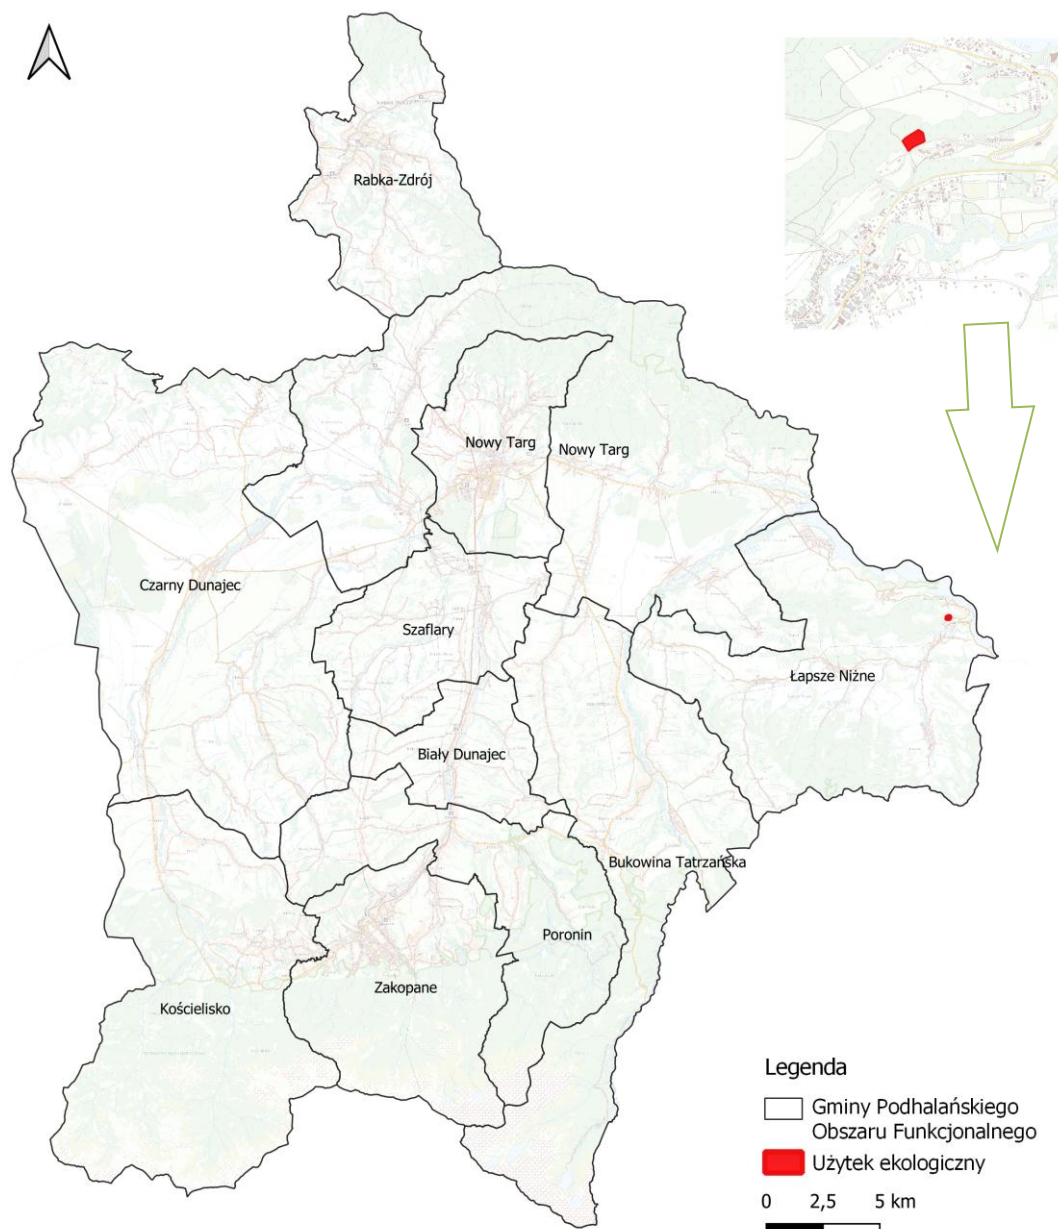 Rabka-Zdrój
Nowy Targ
Nowy Targ
Czarny Dunajec
Szaflary
Łapsze Niżne
Biały Dunajec
Bukowina Tatrzańska
Poronin
Zakopane
Kościelisko
Legenda
Gminy Podhalańskiego
Obszaru Funkcjonalnego
Użytek ekologiczny
0 2,5 5 km